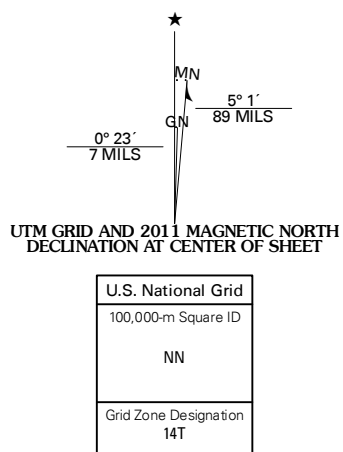 ★
MN
5° 1´
89 MILS
GN
0° 23´
7 MILS
UTM GRID AND 2011 MAGNETIC NORTH
DECLINATION AT CENTER OF SHEET
U.S. National Grid
100,000-m Square ID
NN
Grid Zone Designation
14T